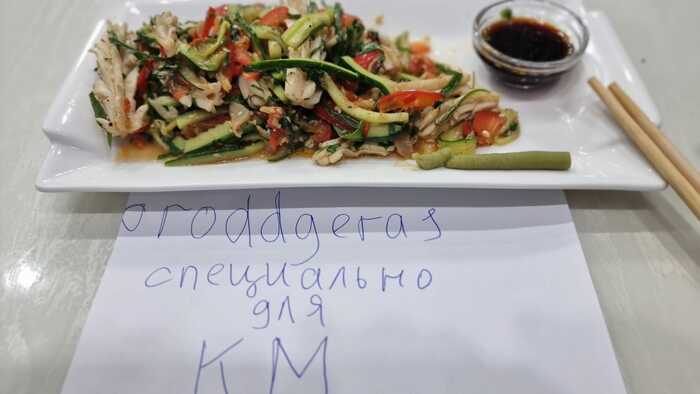 oroddgeras
специально
для
КМ